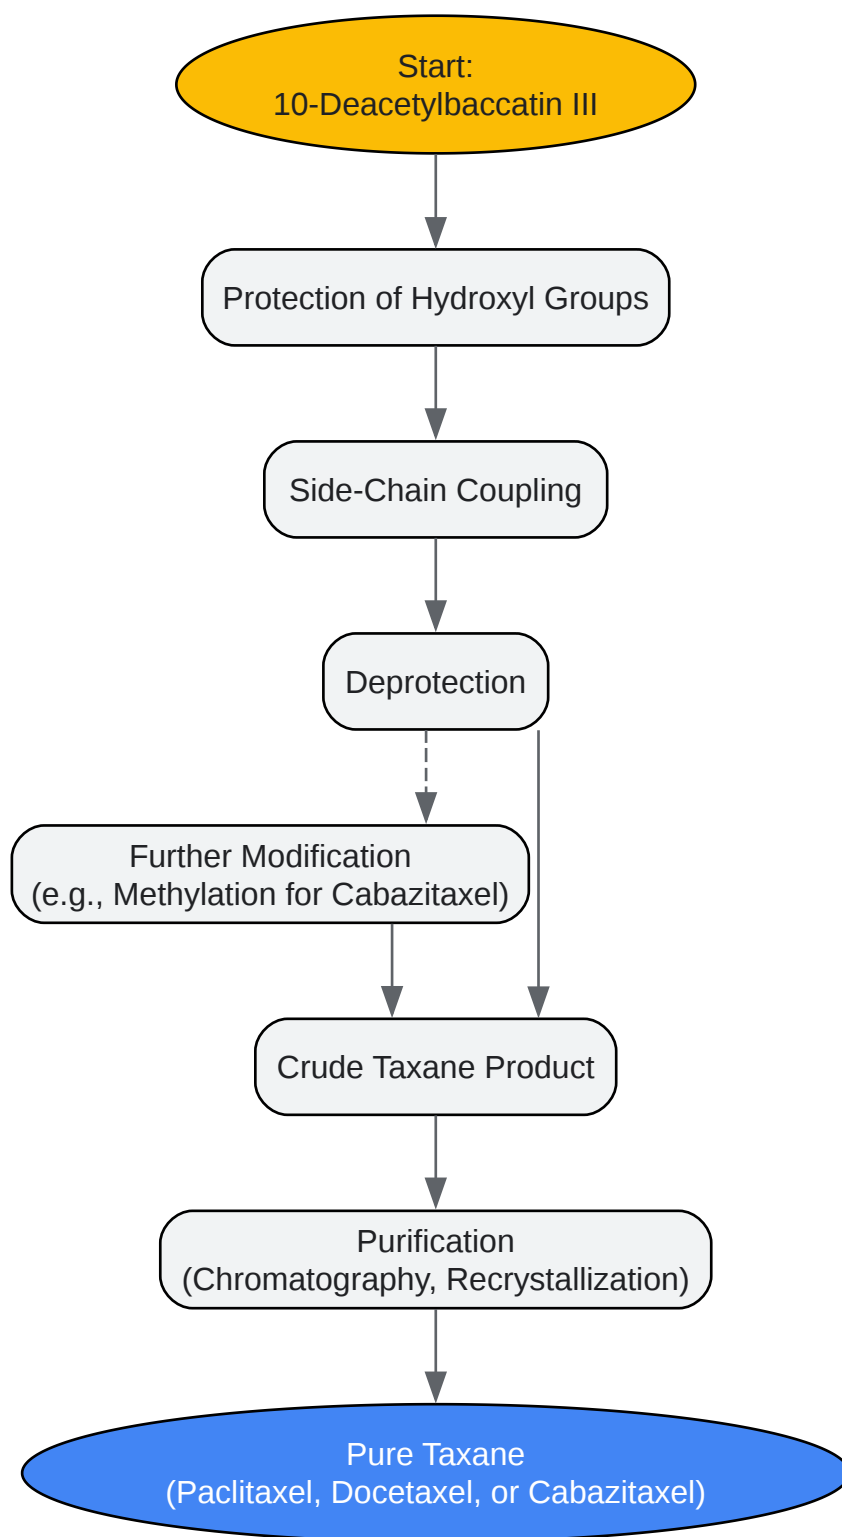 Start:
10-Deacetylbaccatin III
Protection of Hydroxyl Groups
Side-Chain Coupling
Deprotection
Further Modification
(e.g., Methylation for Cabazitaxel)
Crude Taxane Product
Purification
(Chromatography, Recrystallization)
Pure Taxane
(Paclitaxel, Docetaxel, or Cabazitaxel)